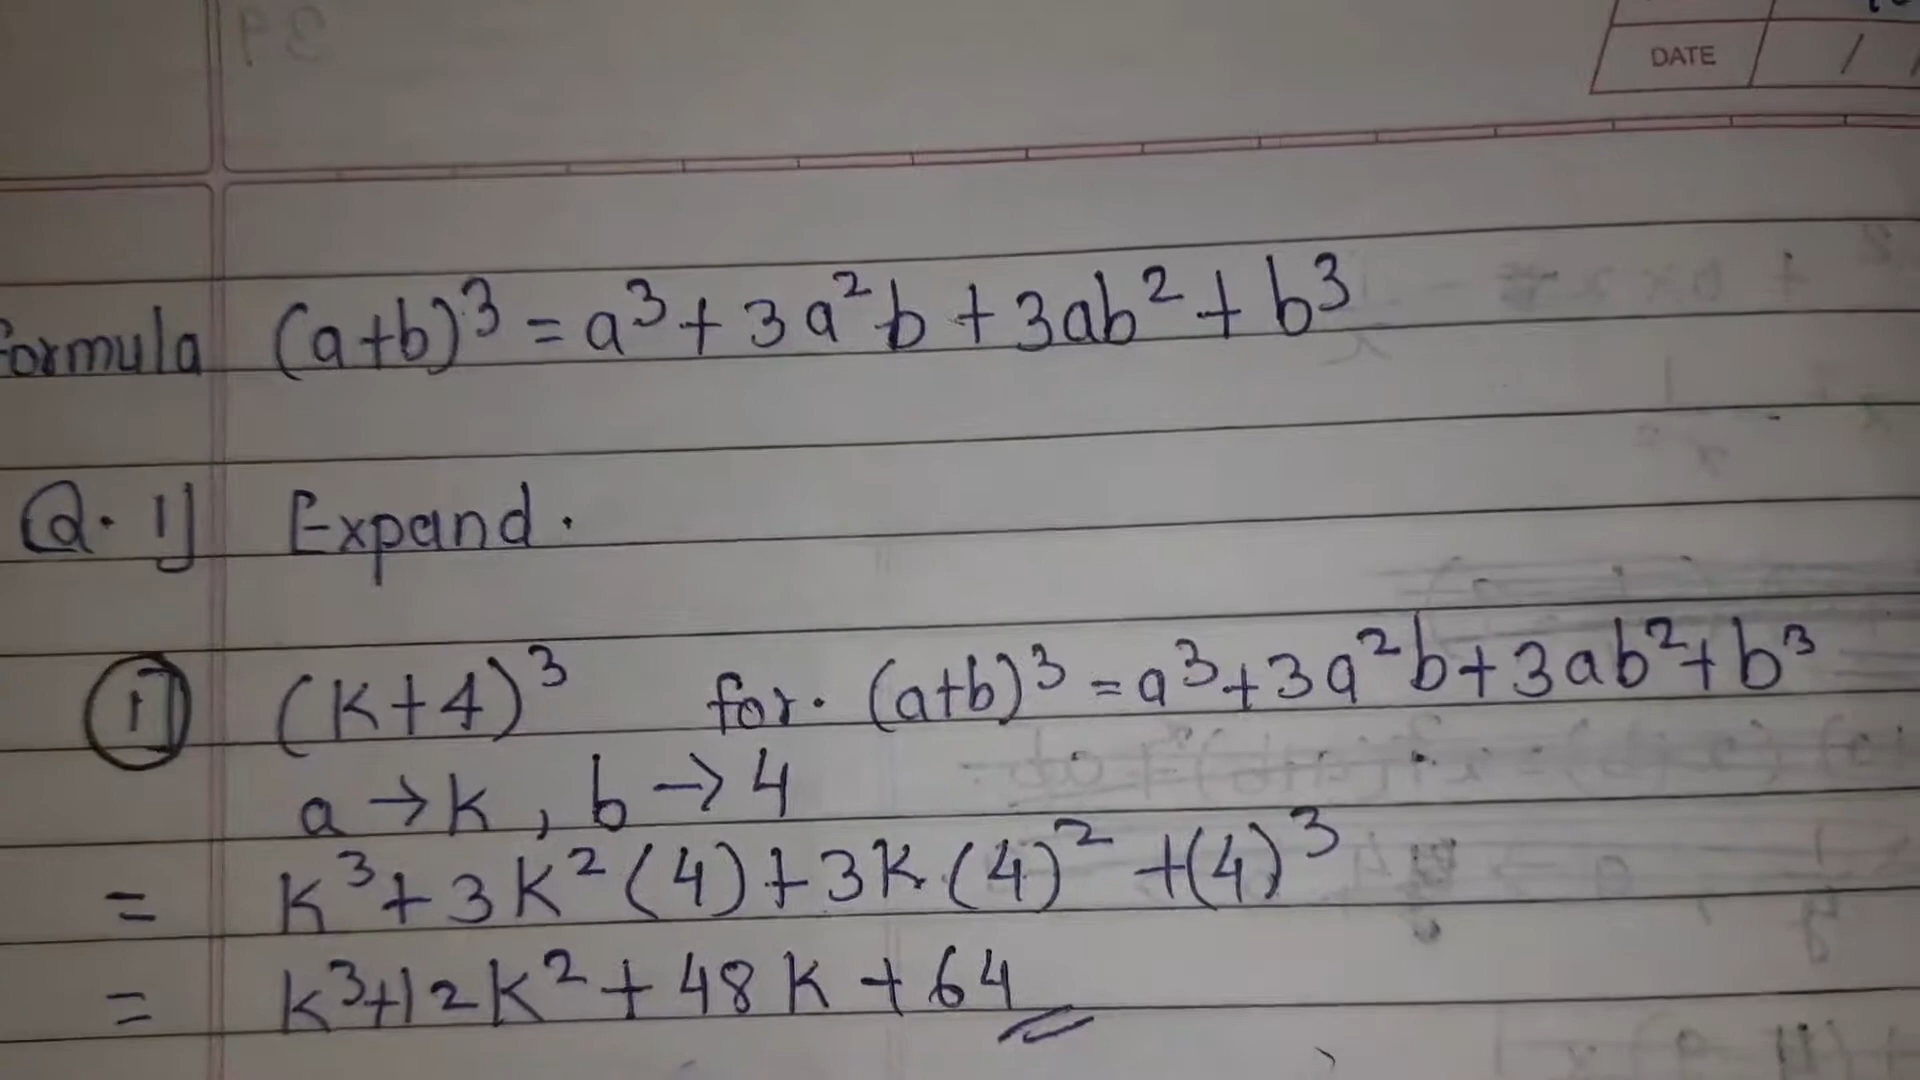 DATE / /
Formula (a+b)³ = a³ + 3a²b + 3ab² + b³
Q. 1] Expand.
1] (k+4)³ for. (a+b)³ = a³+3a²b+3ab²+b³
a → k , b → 4
= k³+3k²(4)+3k(4)² +(4)³
= k³+12k²+48k+64